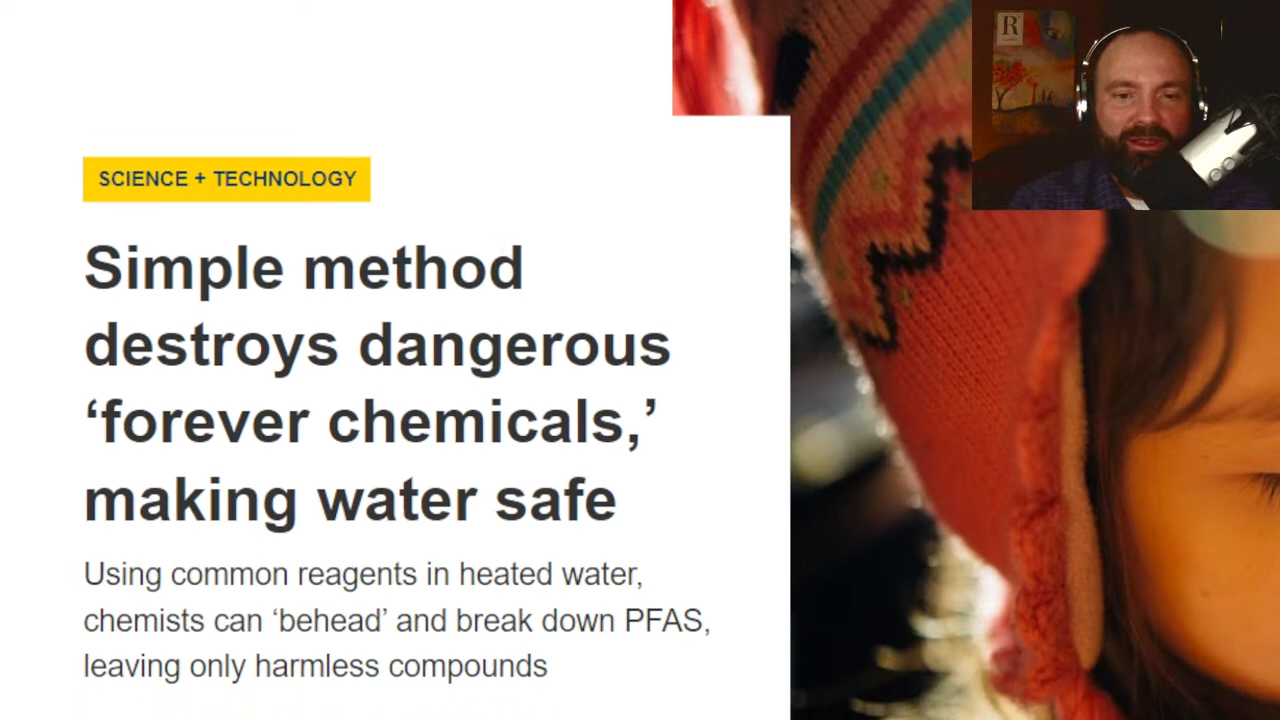 SCIENCE + TECHNOLOGY
Simple method
destroys dangerous
‘forever chemicals,’
making water safe
Using common reagents in heated water,
chemists can ‘behead’ and break down PFAS,
leaving only harmless compounds
R